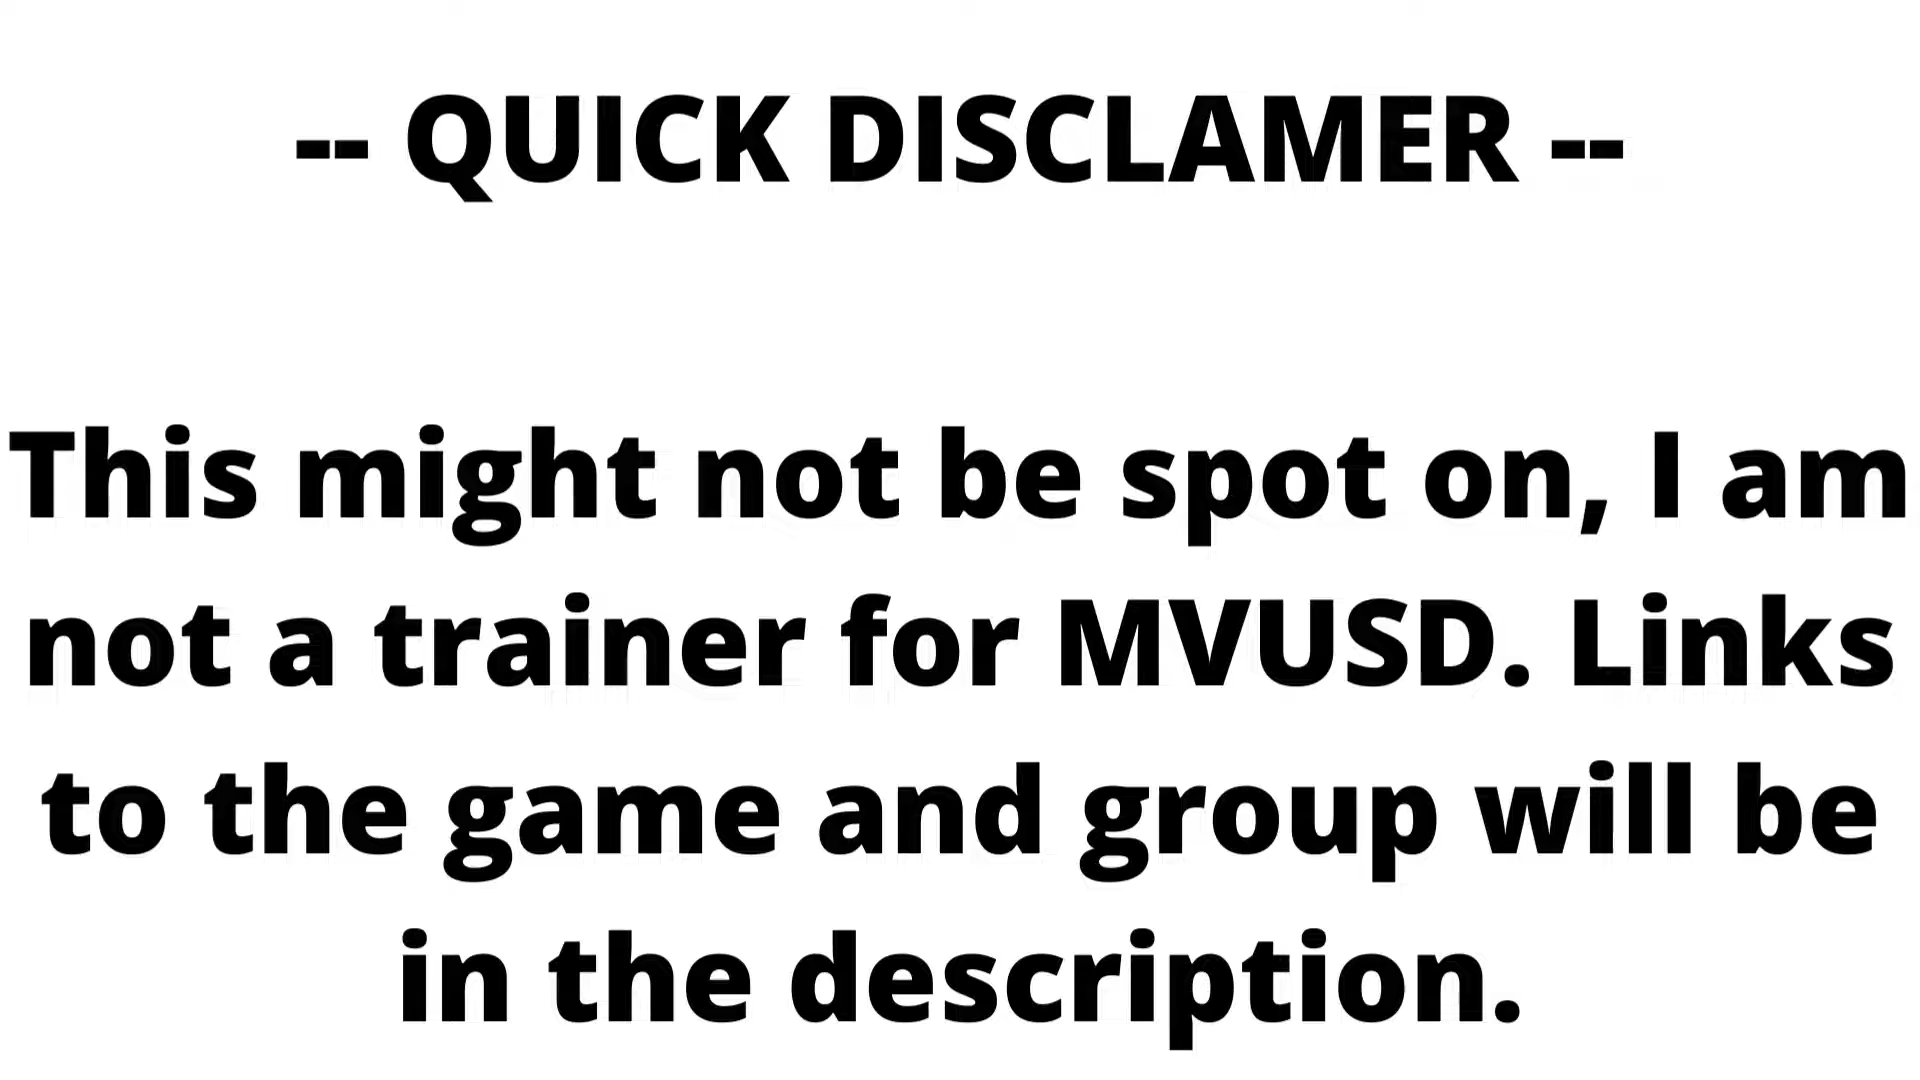 -- QUICK DISCLAMER --
This might not be spot on, I am
not a trainer for MVUSD. Links
to the game and group will be
in the description.